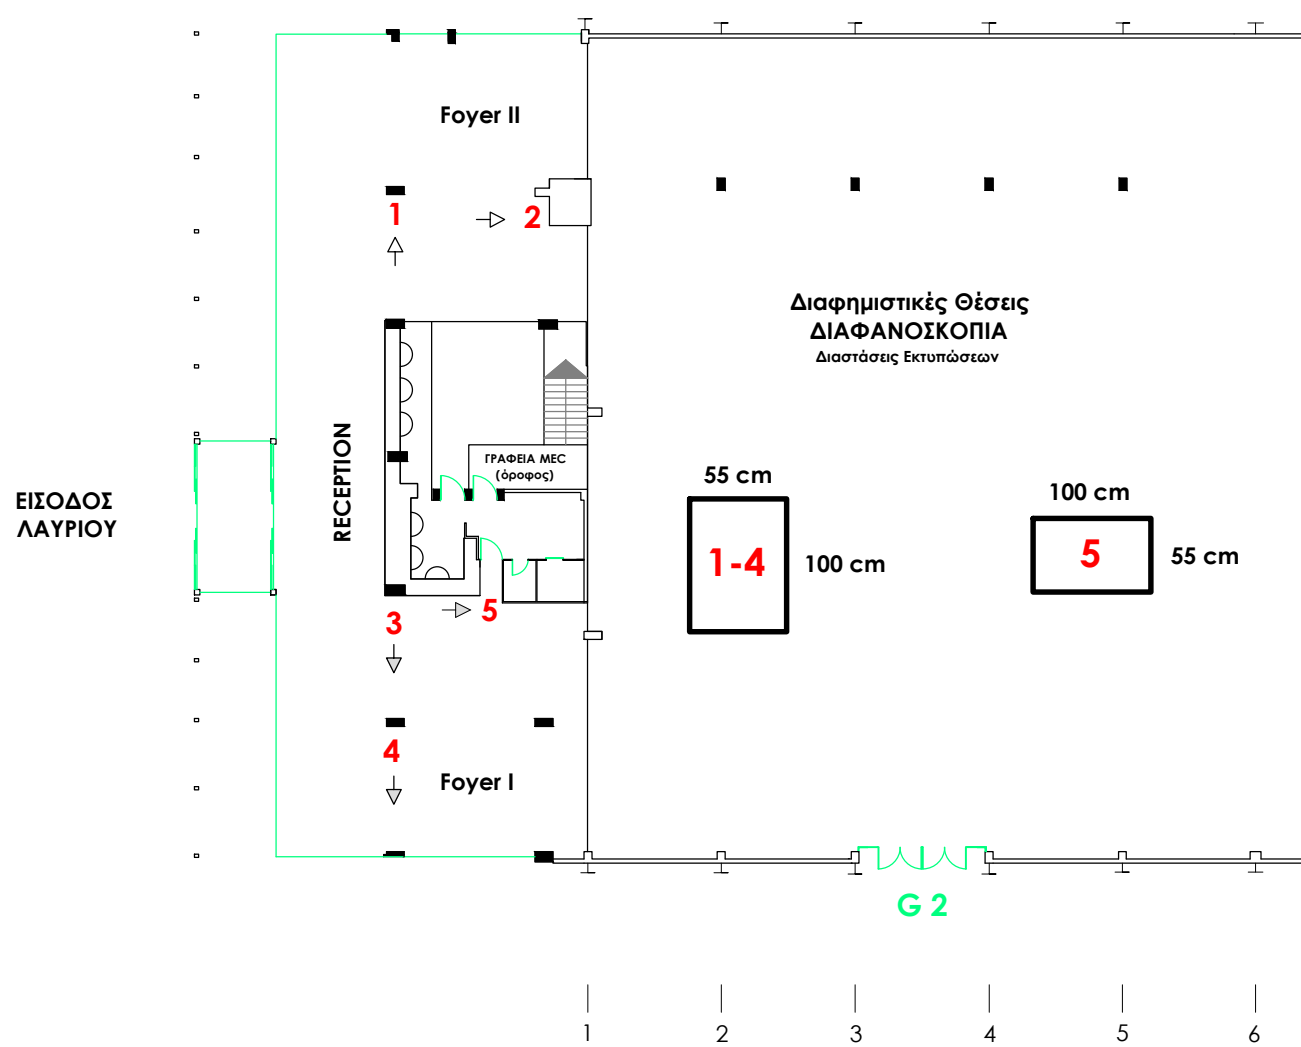 Foyer II
1
2
Διαφημιστικές Θέσεις
ΔΙΑΦΑΝΟΣΚΟΠΙΑ
Διαστάσεις Εκτυπώσεων
RECEPTION
ΓΡΑΦΕΙΑ MEC
(όροφος)
ΕΙΣΟΔΟΣ
ΛΑΥΡΙΟΥ
55 cm
1-4
100 cm
100 cm
5
55 cm
3
5
4
Foyer I
G 2
1
2
3
4
5
6